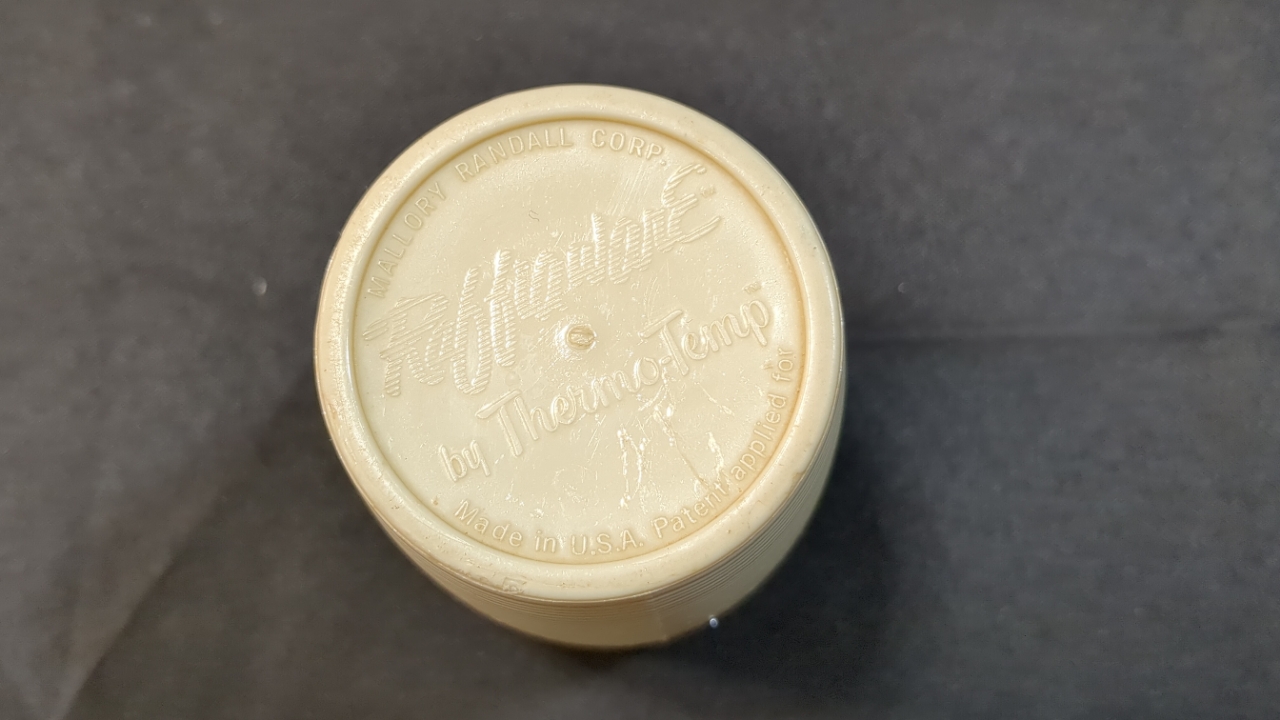 MALLORY RANDALL CORP.
Raffiaware
by Thermo-Temp
Made in U.S.A. Patent applied for